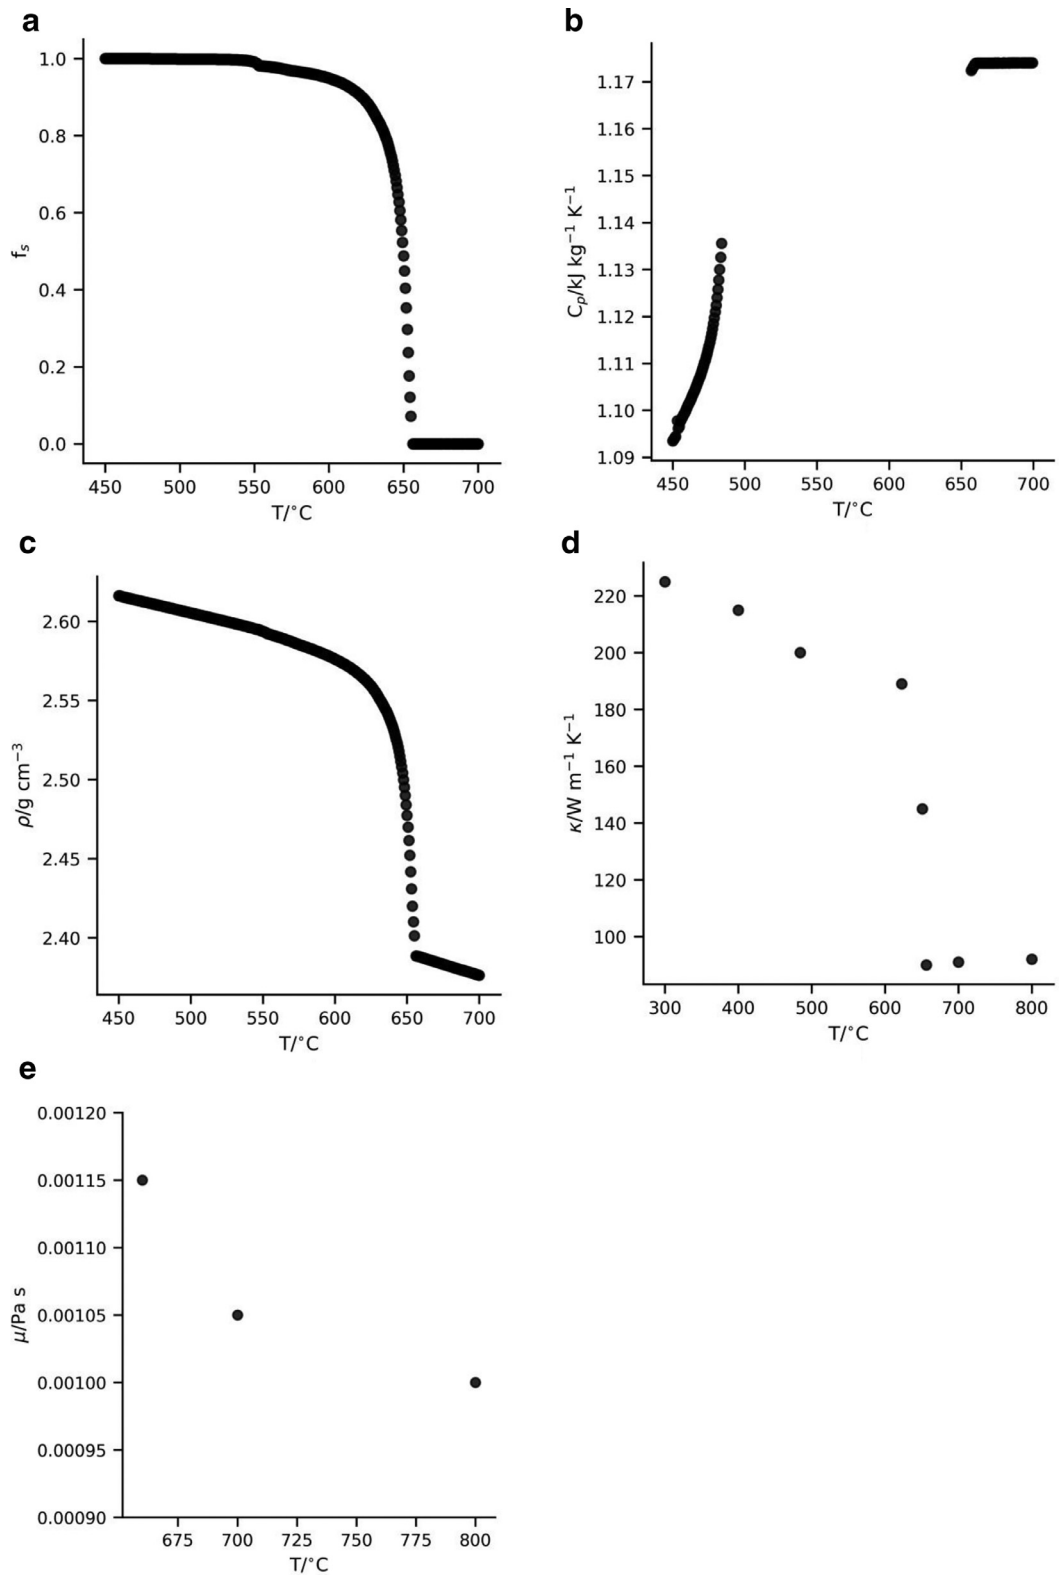 a
1.0
0.8
0.6
0.4
0.2
0.0
fₛ
450 500 550 600 650 700
T/°C
b
1.17
1.16
1.15
1.14
1.13
1.12
1.11
1.10
1.09
Cₚ/kJ kg⁻¹ K⁻¹
450 500 550 600 650 700
T/°C
c
2.60
2.55
2.50
2.45
2.40
ρ/g cm⁻³
450 500 550 600 650 700
T/°C
d
220
200
180
160
140
120
100
κ/W m⁻¹ K⁻¹
300 400 500 600 700 800
T/°C
e
0.00120
0.00115
0.00110
0.00105
0.00100
0.00095
0.00090
μ/Pa s
675 700 725 750 775 800
T/°C